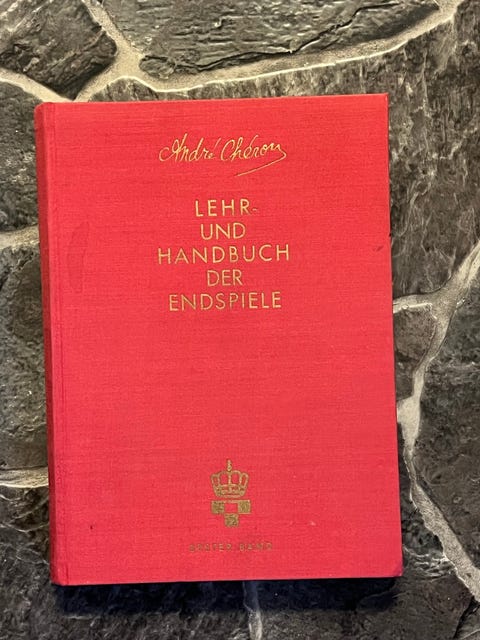 André Chéron
LEHR-
UND
HANDBUCH
DER
ENDSPIELE
ERSTER BAND